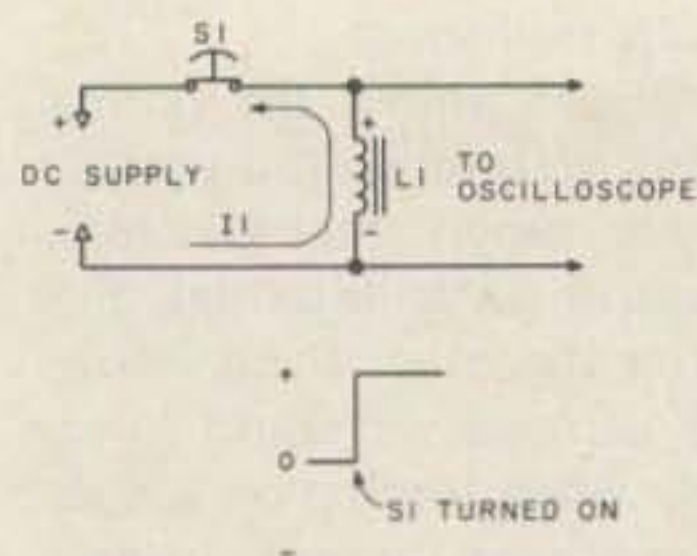 S1
+
+
DC SUPPLY
L1
TO
OSCILLOSCOPE
-
I1
-
+
0
S1 TURNED ON
-